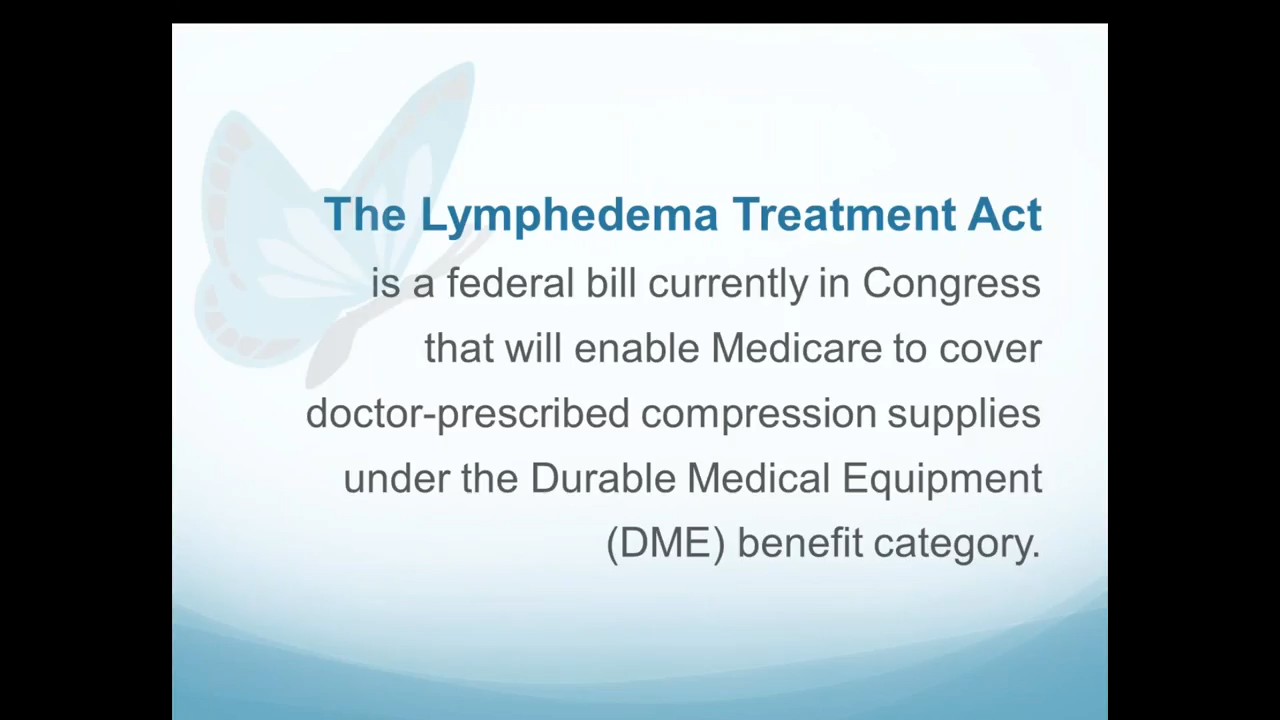 The Lymphedema Treatment Act
is a federal bill currently in Congress
that will enable Medicare to cover
doctor-prescribed compression supplies
under the Durable Medical Equipment
(DME) benefit category.